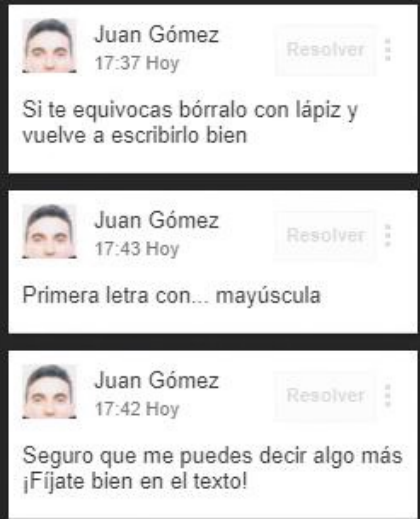 Juan Gómez
Resolver
17:37 Hoy
Si te equivocas bórralo con lápiz y
vuelve a escribirlo bien
Juan Gómez
Resolver
17:43 Hoy
Primera letra con... mayúscula
Juan Gómez
Resolver
17:42 Hoy
Seguro que me puedes decir algo más
¡Fíjate bien en el texto!